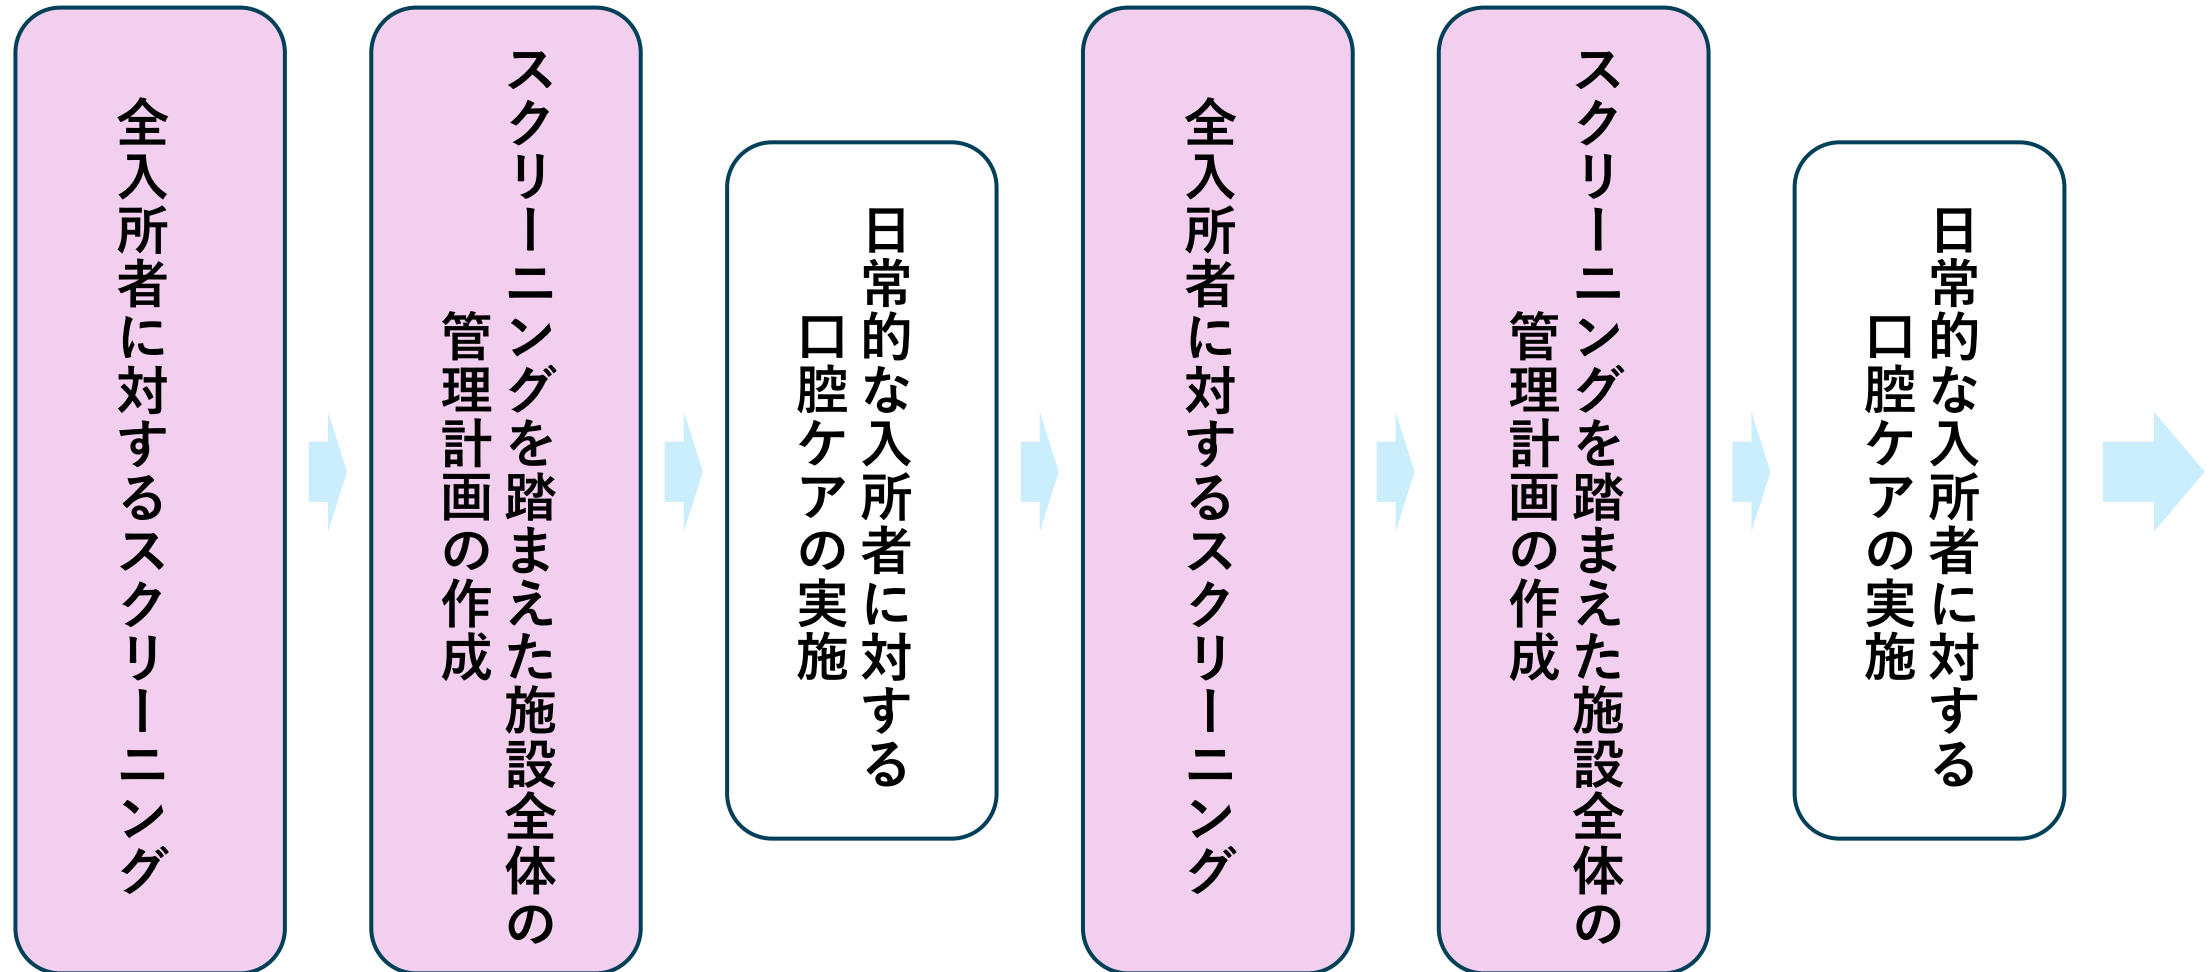 全入所者に対するスクリーニング
スクリーニングを踏まえた施設全体の
管理計画の作成
日常的な入所者に対する
口腔ケアの実施
全入所者に対するスクリーニング
スクリーニングを踏まえた施設全体の
管理計画の作成
日常的な入所者に対する
口腔ケアの実施